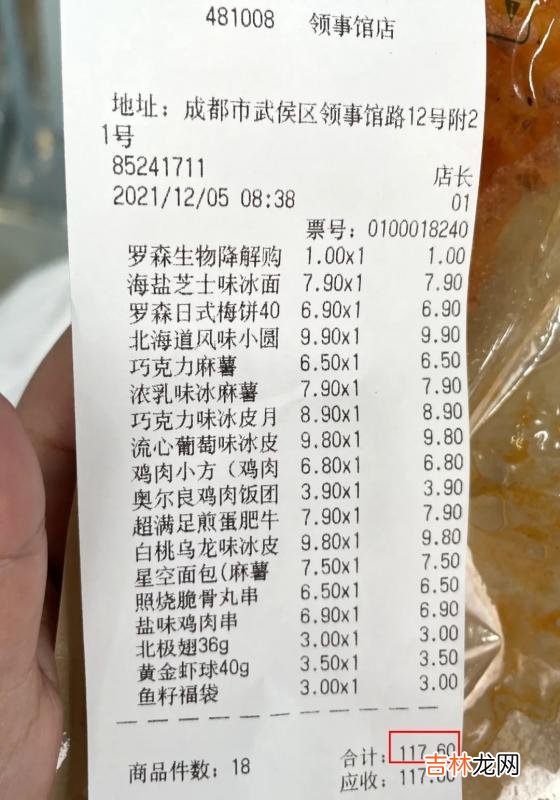 481008 领事馆店
地址：成都市武侯区领事馆路12号附2
1号
85241711 店长
2021/12/05 08:38 01
票号：0100018240
罗森生物降解购 1.00x1 1.00
海盐芝士味冰面 7.90x1 7.90
罗森日式梅饼40 6.90x1 6.90
北海道风味小圆 9.90x1 9.90
巧克力麻薯 6.50x1 6.50
浓乳味冰麻薯 7.90x1 7.90
巧克力味冰皮月 8.90x1 8.90
流心葡萄味冰皮 9.80x1 9.80
鸡肉小方（鸡肉 6.80x1 6.80
奥尔良鸡肉饭团 3.90x1 3.90
超满足煎蛋肥牛 7.90x1 7.90
白桃乌龙味冰皮 9.80x1 9.80
星空面包(麻薯 7.50x1 7.50
照烧脆骨丸串 6.50x1 6.50
盐味鸡肉串 6.90x1 6.90
北极翅36g 3.00x1 3.00
黄金虾球40g 3.50x1 3.50
鱼籽福袋 3.00x1 3.00
合计：117.60
商品件数：18 应收：117.60
吉林龙网